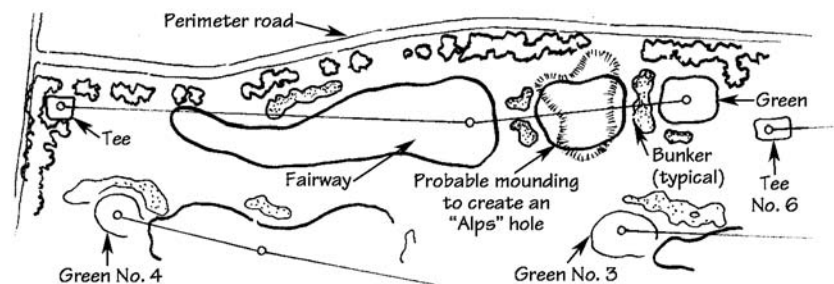 Perimeter road
Tee
Fairway
Probable mounding
to create an
"Alps" hole
Bunker
(typical)
Green
Tee
No. 6
Green No. 4
Green No. 3